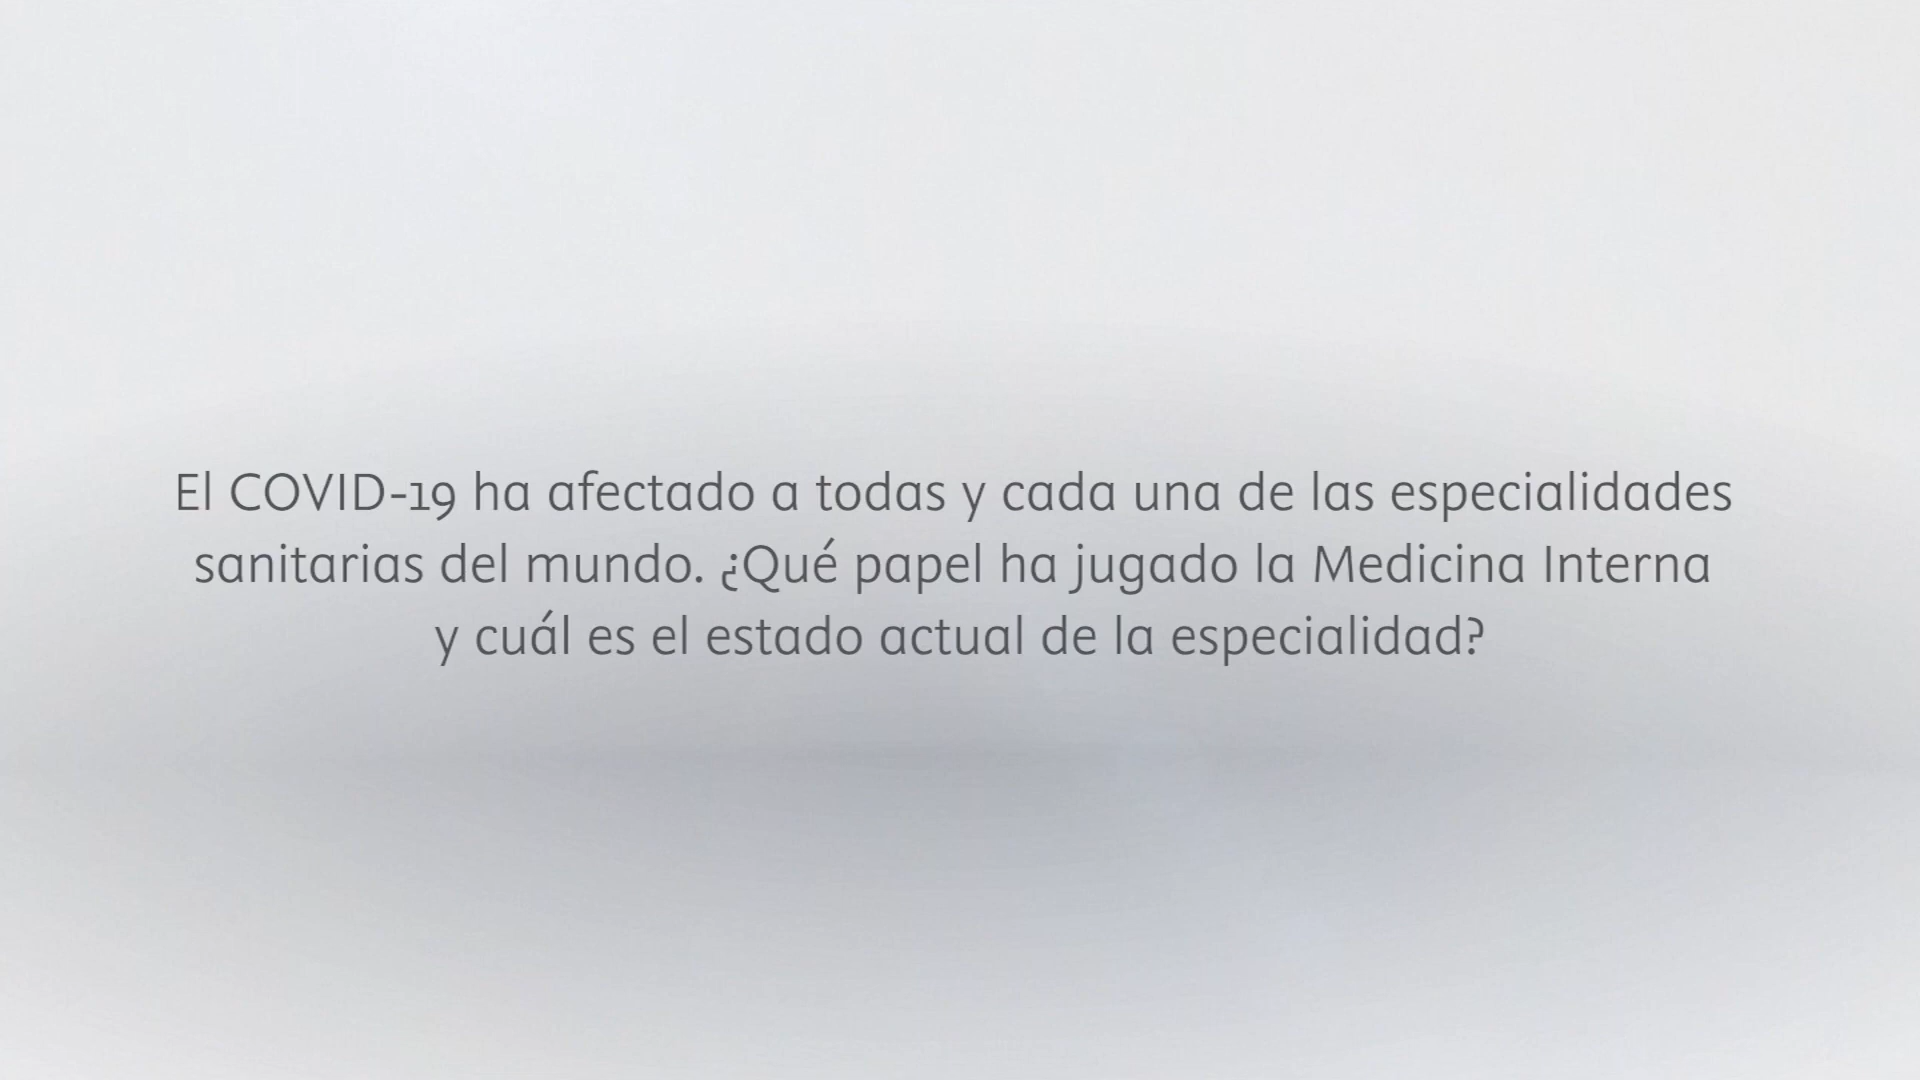 El COVID-19 ha afectado a todas y cada una de las especialidades
sanitarias del mundo. ¿Qué papel ha jugado la Medicina Interna
y cuál es el estado actual de la especialidad?